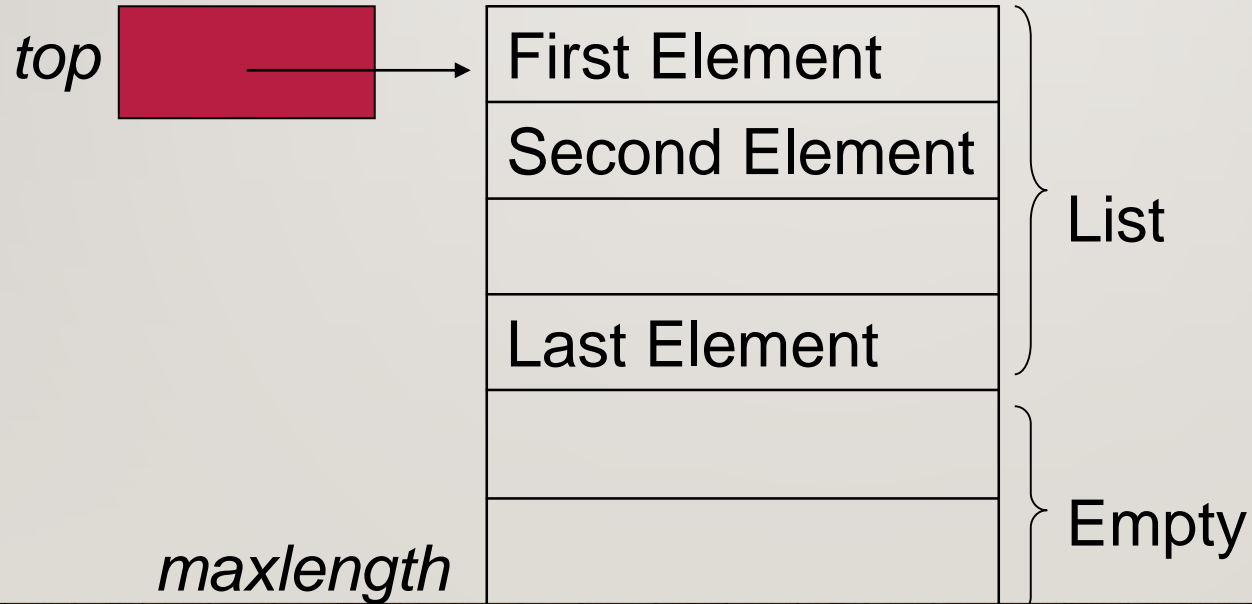 top
First Element
Second Element
List
Last Element
Empty
maxlength